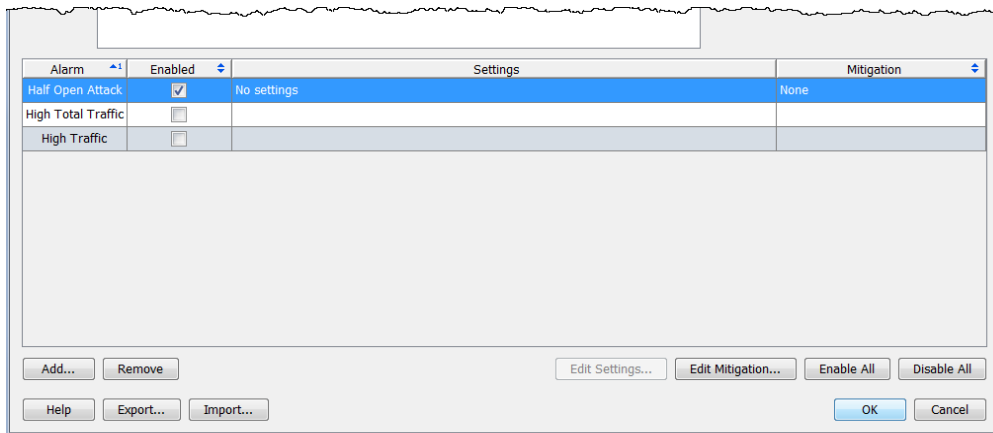 Alarm 1 Enabled Settings Mitigation
Half Open Attack No settings None
High Total Traffic
High Traffic
Add... Remove Edit Settings... Edit Mitigation... Enable All Disable All
Help Export... Import... OK Cancel